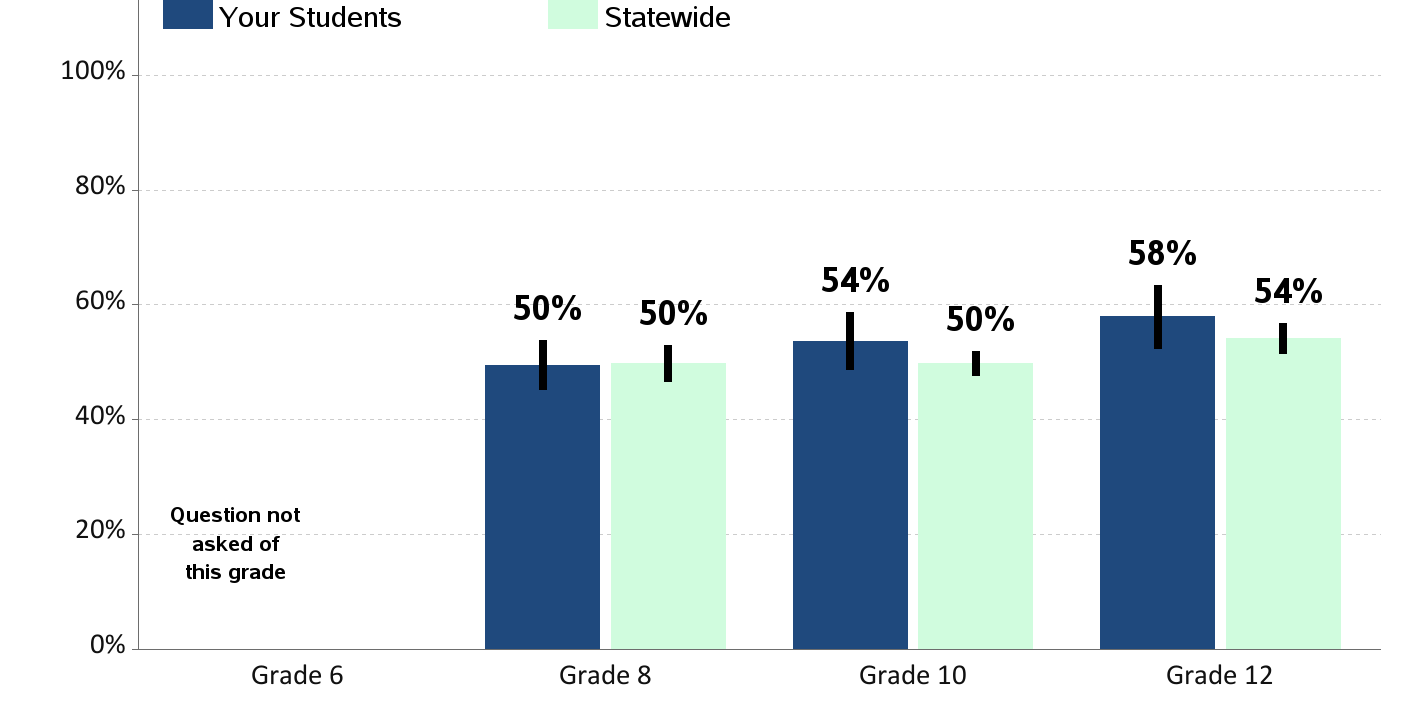 Your Students Statewide
100%
80%
60%
40%
20%
0%
50% 50% 54% 50% 58% 54%
Question not
asked of
this grade
Grade 6 Grade 8 Grade 10 Grade 12